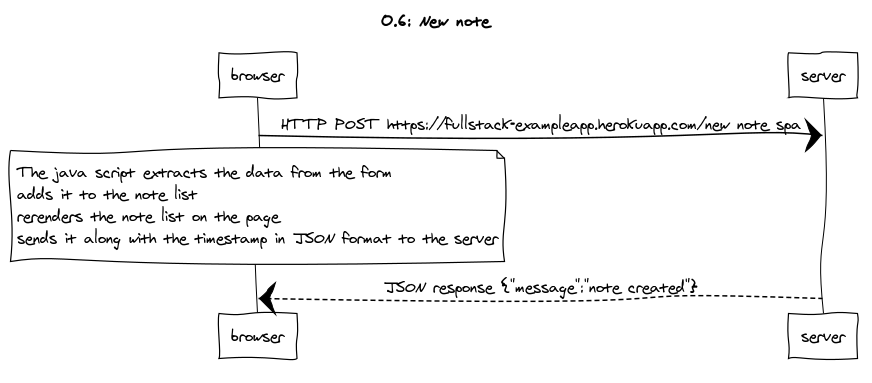 0.6: New note
browser
server
HTTP POST https://fullstack-exampleapp.herokuapp.com/new note spa
The java script extracts the data from the form
adds it to the note list
rerenders the note list on the page
sends it along with the timestamp in JSON format to the server
JSON response {"message":"note created"}
browser
server